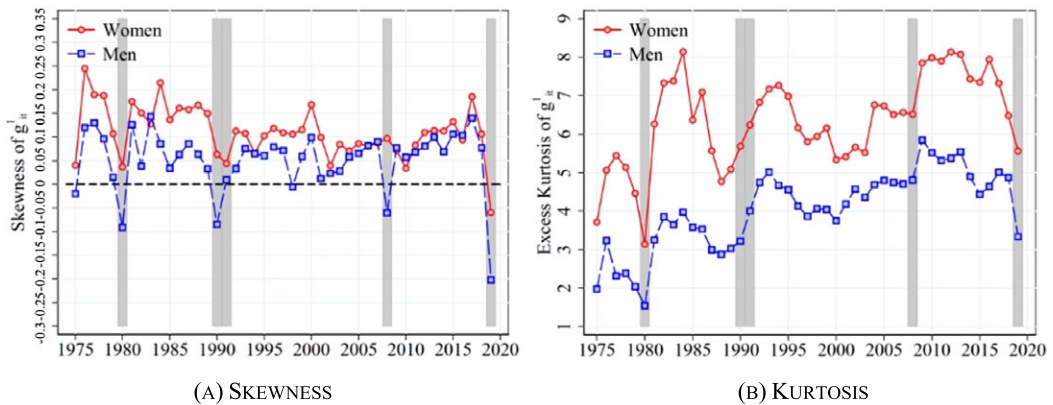 Skewness of g¹ᵢₜ
-0.3 -0.25 -0.2 -0.15 -0.1 -0.05 0 0.05 0.1 0.15 0.2 0.25 0.3 0.35
Women
Men
1975 1980 1985 1990 1995 2000 2005 2010 2015 2020
(A) SKEWNESS
Excess Kurtosis of g¹ᵢₜ
1 2 3 4 5 6 7 8 9
Women
Men
1975 1980 1985 1990 1995 2000 2005 2010 2015 2020
(B) KURTOSIS